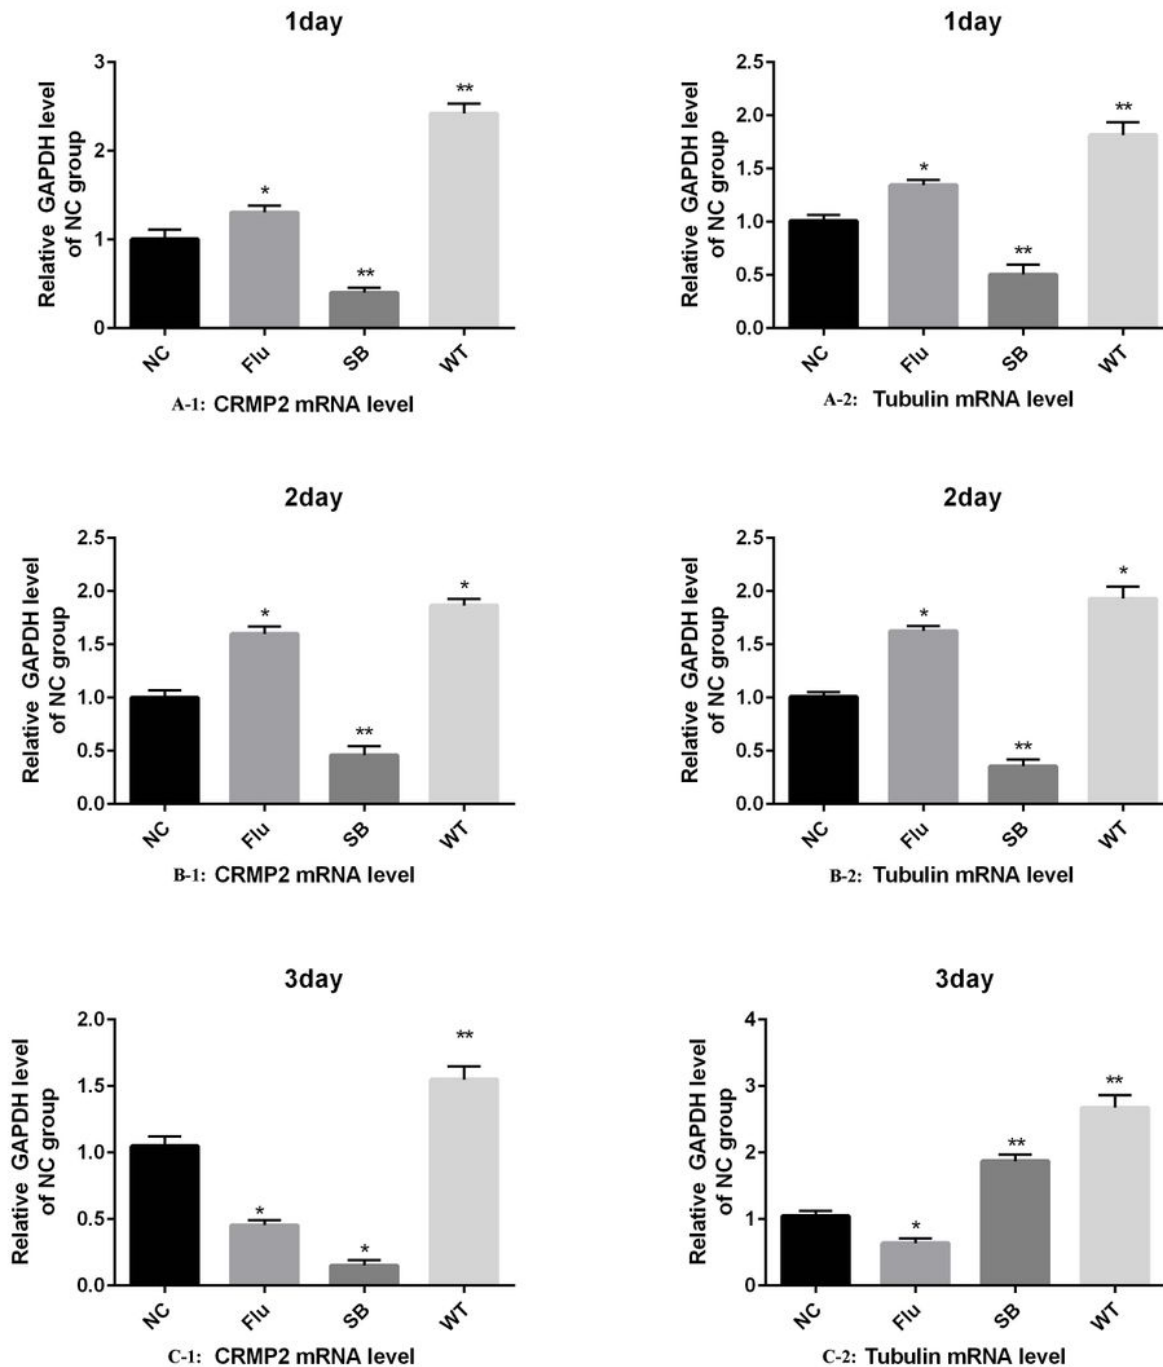 1day
Relative GAPDH level
of NC group
3
2
1
0
**
*
**
NC
Flu
SB
WT
A-1: CRMP2 mRNA level
1day
Relative GAPDH level
of NC group
2.5
2.0
1.5
1.0
0.5
0.0
**
*
**
NC
Flu
SB
WT
A-2: Tubulin mRNA level
2day
Relative GAPDH level
of NC group
2.5
2.0
1.5
1.0
0.5
0.0
*
*
**
NC
Flu
SB
WT
B-1: CRMP2 mRNA level
2day
Relative GAPDH level
of NC group
2.5
2.0
1.5
1.0
0.5
0.0
*
*
**
NC
Flu
SB
WT
B-2: Tubulin mRNA level
3day
Relative GAPDH level
of NC group
2.0
1.5
1.0
0.5
0.0
**
*
*
NC
Flu
SB
WT
C-1: CRMP2 mRNA level
3day
Relative GAPDH level
of NC group
4
3
2
1
0
**
**
*
NC
Flu
SB
WT
C-2: Tubulin mRNA level